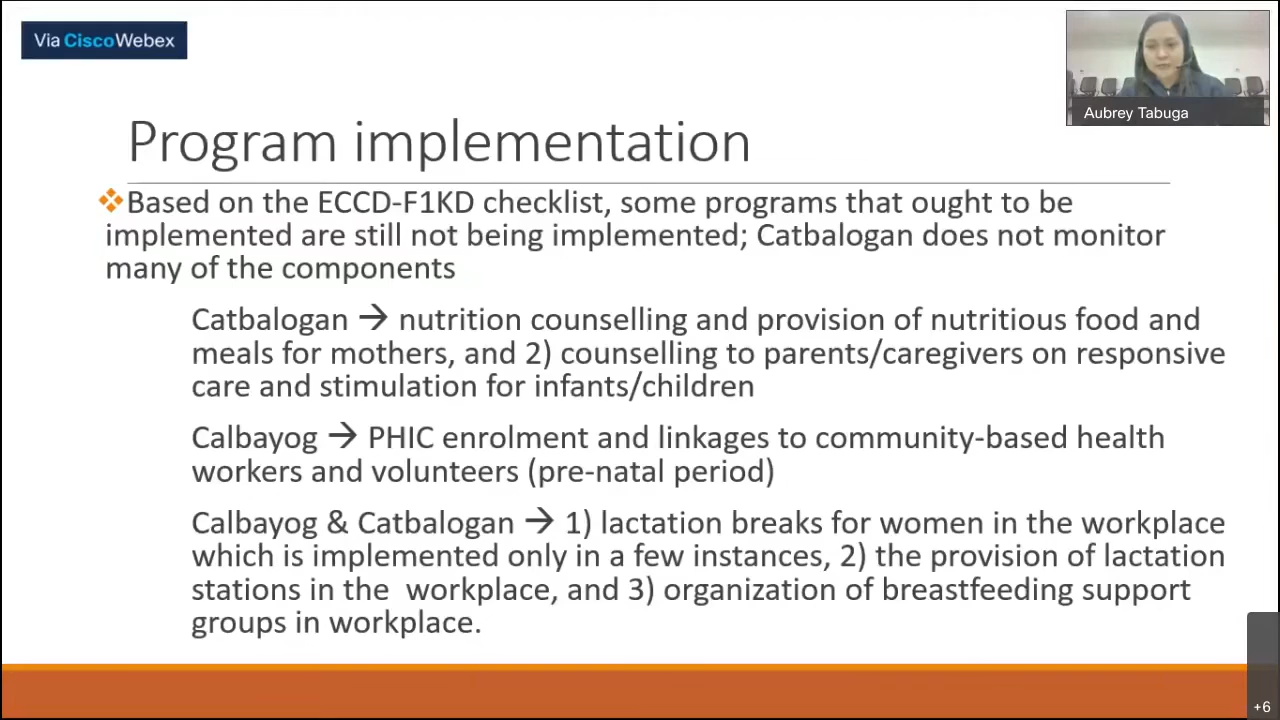 Via CiscoWebex
Aubrey Tabuga
Program implementation
Based on the ECCD-F1KD checklist, some programs that ought to be
implemented are still not being implemented; Catbalogan does not monitor
many of the components
Catbalogan → nutrition counselling and provision of nutritious food and
meals for mothers, and 2) counselling to parents/caregivers on responsive
care and stimulation for infants/children
Calbayog → PHIC enrolment and linkages to community-based health
workers and volunteers (pre-natal period)
Calbayog & Catbalogan → 1) lactation breaks for women in the workplace
which is implemented only in a few instances, 2) the provision of lactation
stations in the  workplace, and 3) organization of breastfeeding support
groups in workplace.
+6